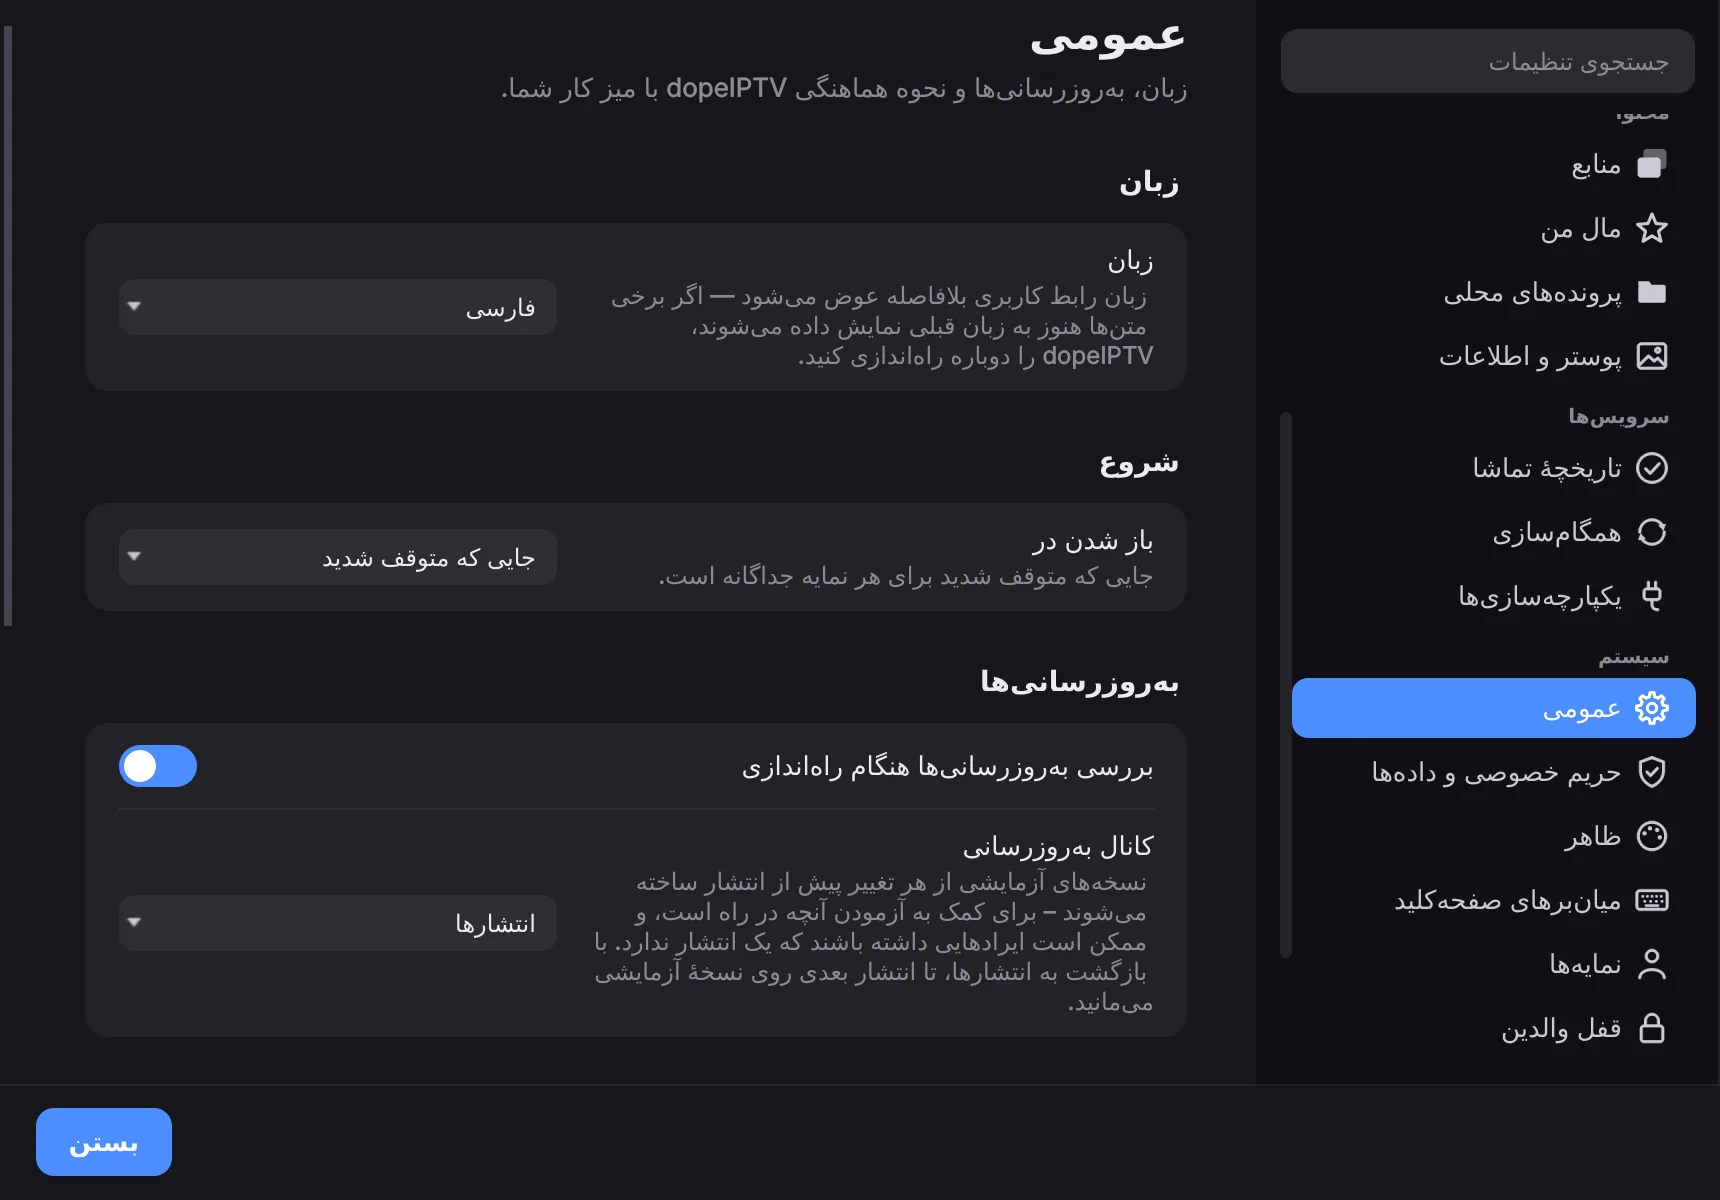 جستجوی تنظیمات
محتوا
منابع
مال من
پرونده‌های محلی
پوستر و اطلاعات
سرویس‌ها
تاریخچهٔ تماشا
همگام‌سازی
یکپارچه‌سازی‌ها
سیستم
عمومی
حریم خصوصی و داده‌ها
ظاهر
میان‌برهای صفحه‌کلید
نمایه‌ها
قفل والدین
عمومی
زبان، به‌روزرسانی‌ها و نحوه هماهنگی dopeIPTV با میز کار شما.
زبان
زبان
زبان رابط کاربری بلافاصله عوض می‌شود — اگر برخی
متن‌ها هنوز به زبان قبلی نمایش داده می‌شوند،
dopeIPTV را دوباره راه‌اندازی کنید.
فارسی
شروع
باز شدن در
جایی که متوقف شدید برای هر نمایه جداگانه است.
جایی که متوقف شدید
به‌روزرسانی‌ها
بررسی به‌روزرسانی‌ها هنگام راه‌اندازی
کانال به‌روزرسانی
نسخه‌های آزمایشی از هر تغییر پیش از انتشار ساخته
می‌شوند – برای کمک به آزمودن آنچه در راه است، و
ممکن است ایرادهایی داشته باشند که یک انتشار ندارد. با
بازگشت به انتشارها، تا انتشار بعدی روی نسخهٔ آزمایشی
می‌مانید.
انتشارها
بستن